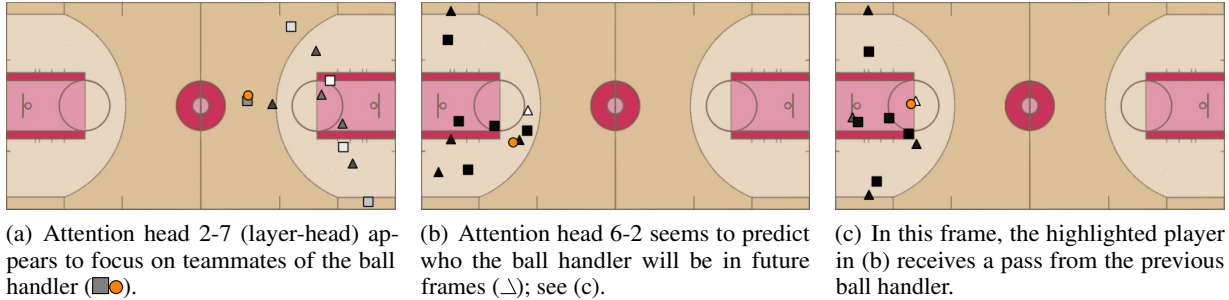 (a) Attention head 2-7 (layer-head) ap-
pears to focus on teammates of the ball
handler (■●).
(b) Attention head 6-2 seems to predict
who the ball handler will be in future
frames (△); see (c).
(c) In this frame, the highlighted player
in (b) receives a pass from the previous
ball handler.